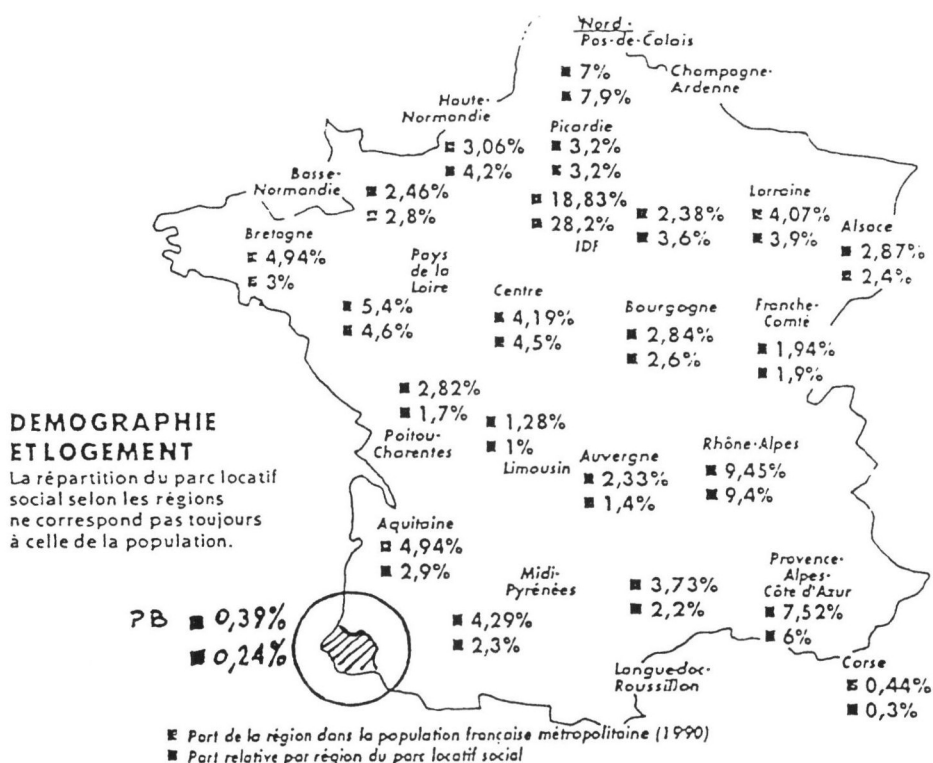 Nord-
Pas-de-Calais
7%
7,9%
Champagne-
Ardenne
Haute-
Normandie
3,06%
4,2%
Picardie
3,2%
3,2%
Basse-
Normandie
2,46%
2,8%
18,83%
28,2%
IDF
2,38%
3,6%
Lorraine
4,07%
3,9%
Alsace
2,87%
2,4%
Bretagne
4,94%
3%
Pays
de la
Loire
5,4%
4,6%
Centre
4,19%
4,5%
Bourgogne
2,84%
2,6%
Franche-
Comté
1,94%
1,9%
2,82%
1,7%
Poitou-
Charentes
1,28%
1%
Limousin
Auvergne
2,33%
1,4%
Rhône-Alpes
9,45%
9,4%
DEMOGRAPHIE
ET LOGEMENT
La répartition du parc locatif
social selon les régions
ne correspond pas toujours
à celle de la population.
Aquitaine
4,94%
2,9%
PB 0,39%
0,24%
Midi-
Pyrénées
4,29%
2,3%
3,73%
2,2%
Languedoc-
Roussillon
Provence-
Alpes-
Côte d'Azur
7,52%
6%
Corse
0,44%
0,3%
Part de la région dans la population française métropolitaine (1990)
Part relative par région du parc locatif social